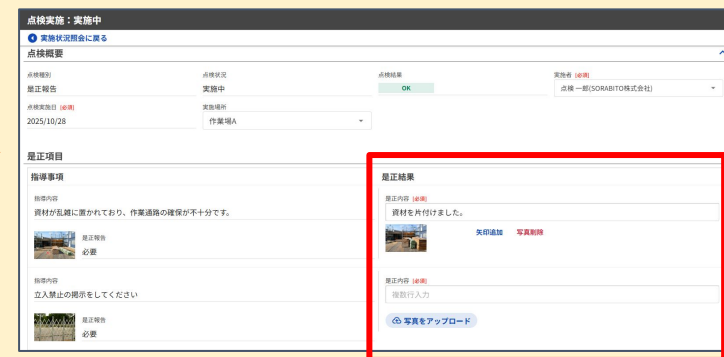 点検実施：実施中
実施状況照会に戻る
点検概要
点検種別 点検状況 点検結果 実施者 [必須]
是正報告 実施中 OK 点検 一郎(SORABITO株式会社)
点検実施日 [必須] 実施場所
2025/10/28 作業場A
是正項目
指導事項 是正結果
指導内容 是正内容 [必須]
資材が乱雑に置かれており、作業通路の確保が不十分です。 資材を片付けました。
是正報告 矢印追加 写真削除
必要
指導内容 是正内容 [必須]
立入禁止の掲示をしてください 複数行入力
是正報告 写真をアップロード
必要